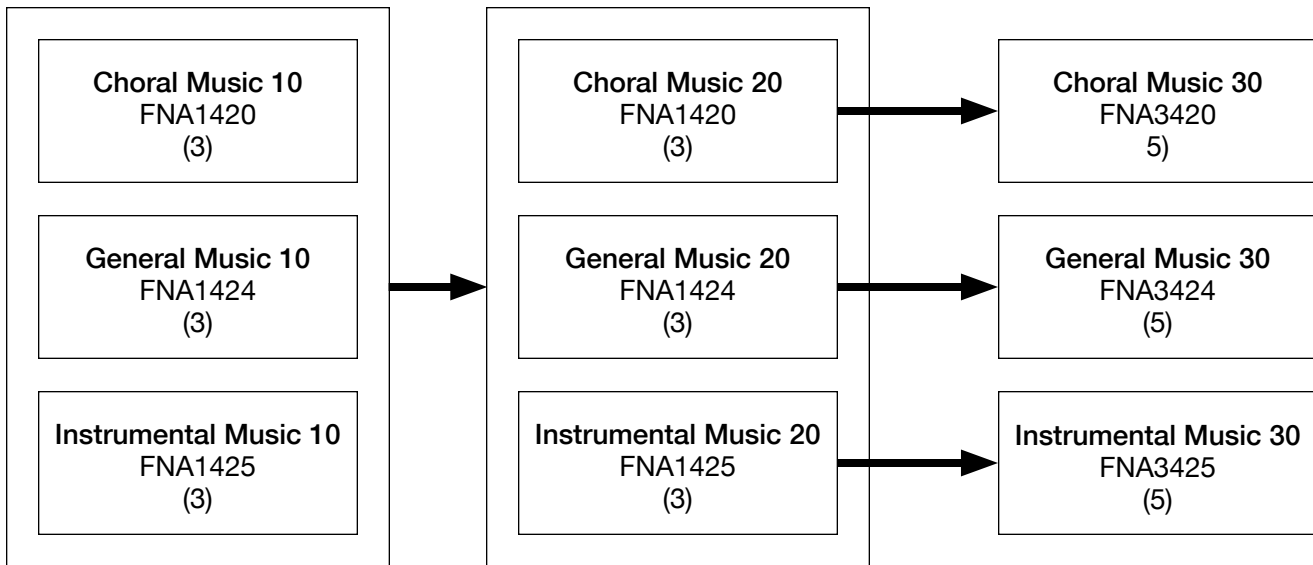 Choral Music 10
FNA1420
(3)
General Music 10
FNA1424
(3)
Instrumental Music 10
FNA1425
(3)
Choral Music 20
FNA1420
(3)
General Music 20
FNA1424
(3)
Instrumental Music 20
FNA1425
(3)
Choral Music 30
FNA3420
5)
General Music 30
FNA3424
(5)
Instrumental Music 30
FNA3425
(5)